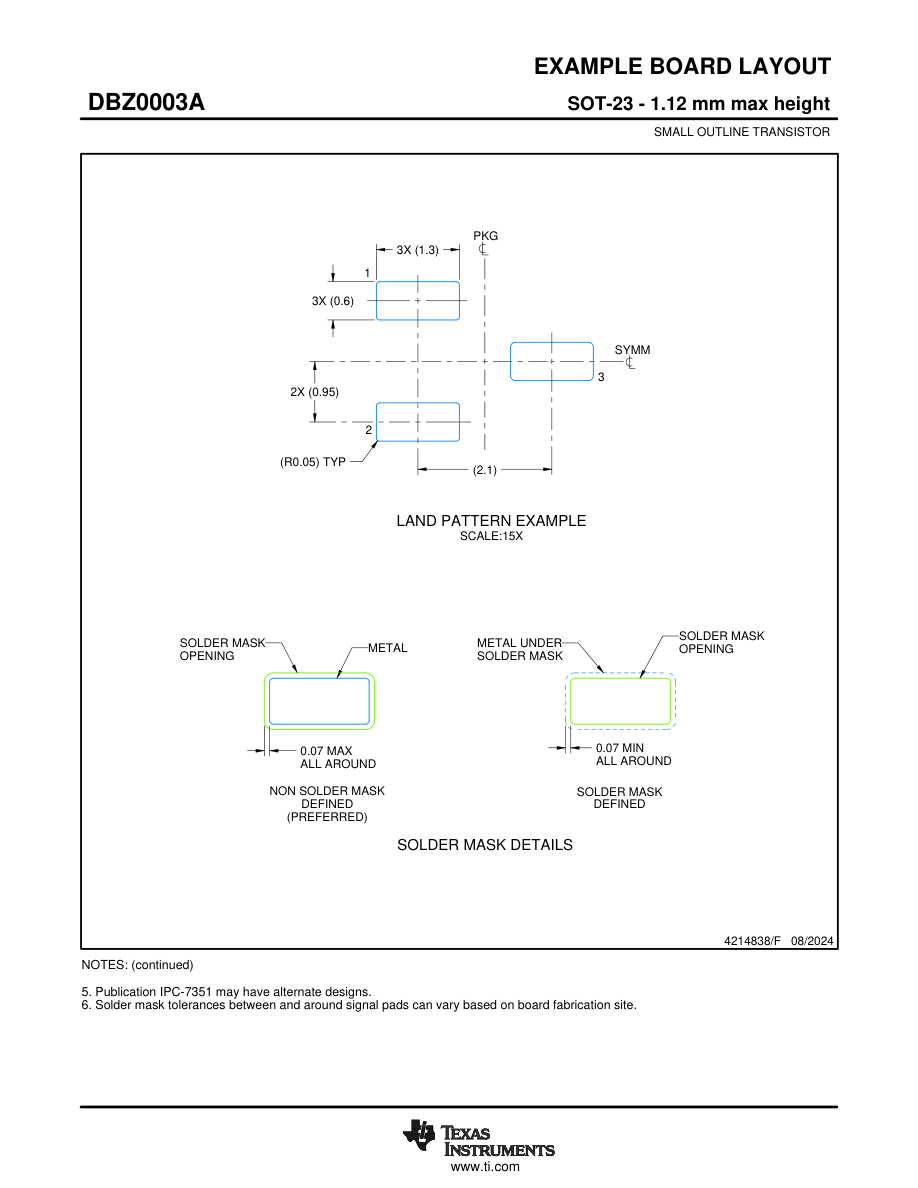 EXAMPLE BOARD LAYOUT
DBZ0003A
SOT-23 - 1.12 mm max height
SMALL OUTLINE TRANSISTOR
PKG
℄
3X (1.3)
1
3X (0.6)
SYMM
℄
3
2X (0.95)
2
(R0.05) TYP
(2.1)
LAND PATTERN EXAMPLE
SCALE:15X
SOLDER MASK
OPENING
METAL
METAL UNDER
SOLDER MASK
SOLDER MASK
OPENING
0.07 MAX
ALL AROUND
0.07 MIN
ALL AROUND
NON SOLDER MASK
DEFINED
(PREFERRED)
SOLDER MASK
DEFINED
SOLDER MASK DETAILS
4214838/F 08/2024
NOTES: (continued)
5. Publication IPC-7351 may have alternate designs.
6. Solder mask tolerances between and around signal pads can vary based on board fabrication site.
TEXAS
INSTRUMENTS
www.ti.com